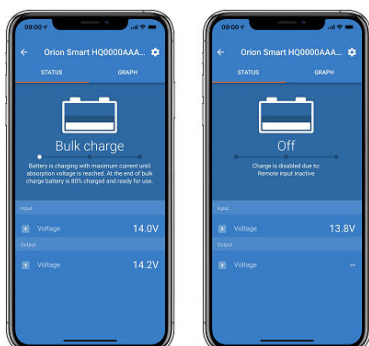 09:00
Orion Smart HQ0000AAA...
STATUS
GRAPH
Bulk charge
Battery is charging with maximum current until
absorption voltage is reached. At the end of bulk
charge battery is 80% charged and ready for use.
Input
Voltage
14.0V
Output
Voltage
14.2V
09:00
Orion Smart HQ0000AAA...
STATUS
GRAPH
Off
Charge is disabled due to:
Remote input inactive
Input
Voltage
13.8V
Output
Voltage
--